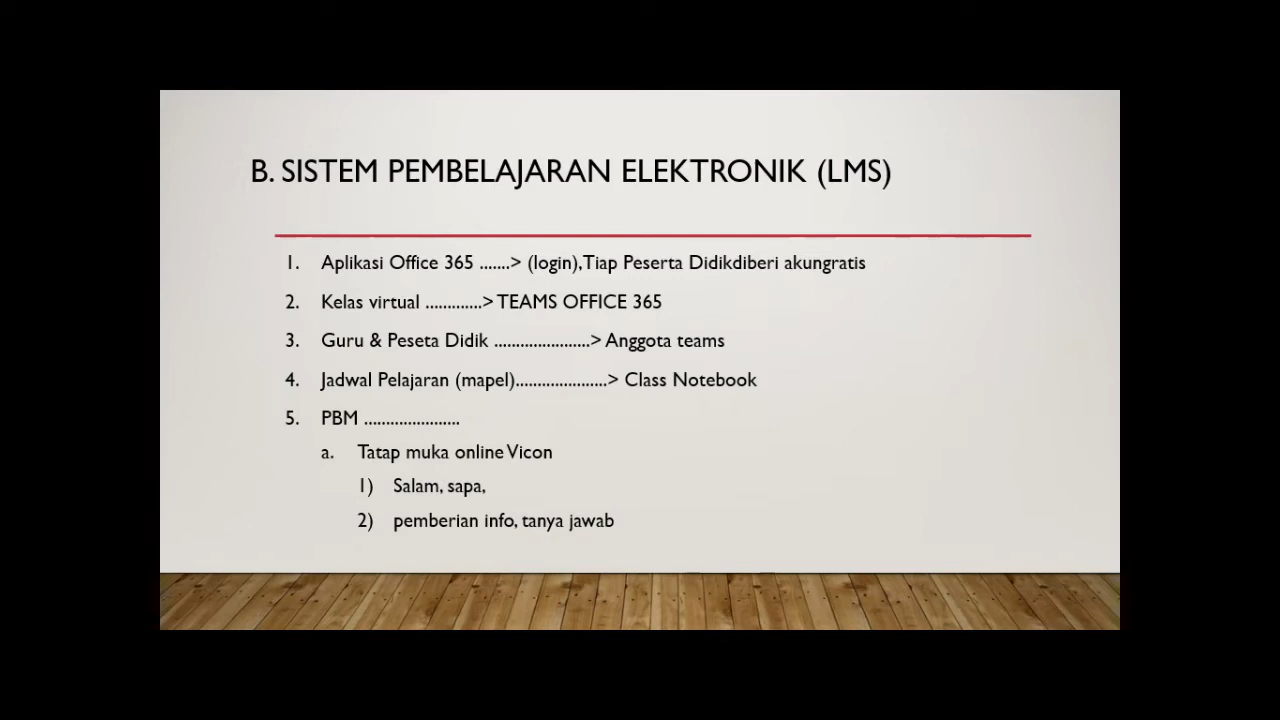 B. SISTEM PEMBELAJARAN ELEKTRONIK (LMS)
1. Aplikasi Office 365 .......> (login),Tiap Peserta Didikdiberi akungratis
2. Kelas virtual .............> TEAMS OFFICE 365
3. Guru & Peseta Didik ......................> Anggota teams
4. Jadwal Pelajaran (mapel).....................> Class Notebook
5. PBM ......................
a. Tatap muka online Vicon
1) Salam, sapa,
2) pemberian info, tanya jawab